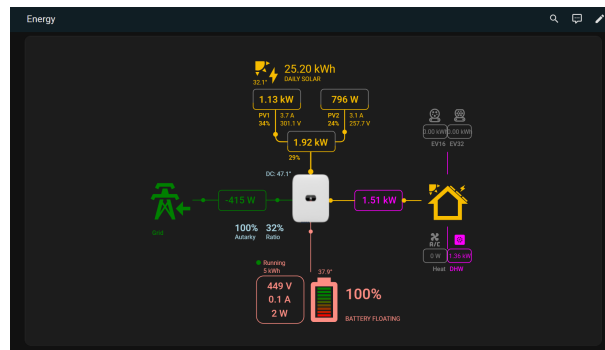 Energy
25.20 kWh
DAILY SOLAR
32.1°
1.13 kW
796 W
PV1
34%
3.7 A
301.1 V
PV2
24%
3.1 A
257.7 V
1.92 kW
29%
0.00 kW
0.00 kW
EV16
EV32
DC: 47.1°
-415 W
1.51 kW
Grid
100%
Autarky
32%
Ratio
A/C
0 W
1.36 kW
Heat
DHW
Running
5 kWh
37.9°
449 V
0.1 A
2 W
100%
BATTERY FLOATING